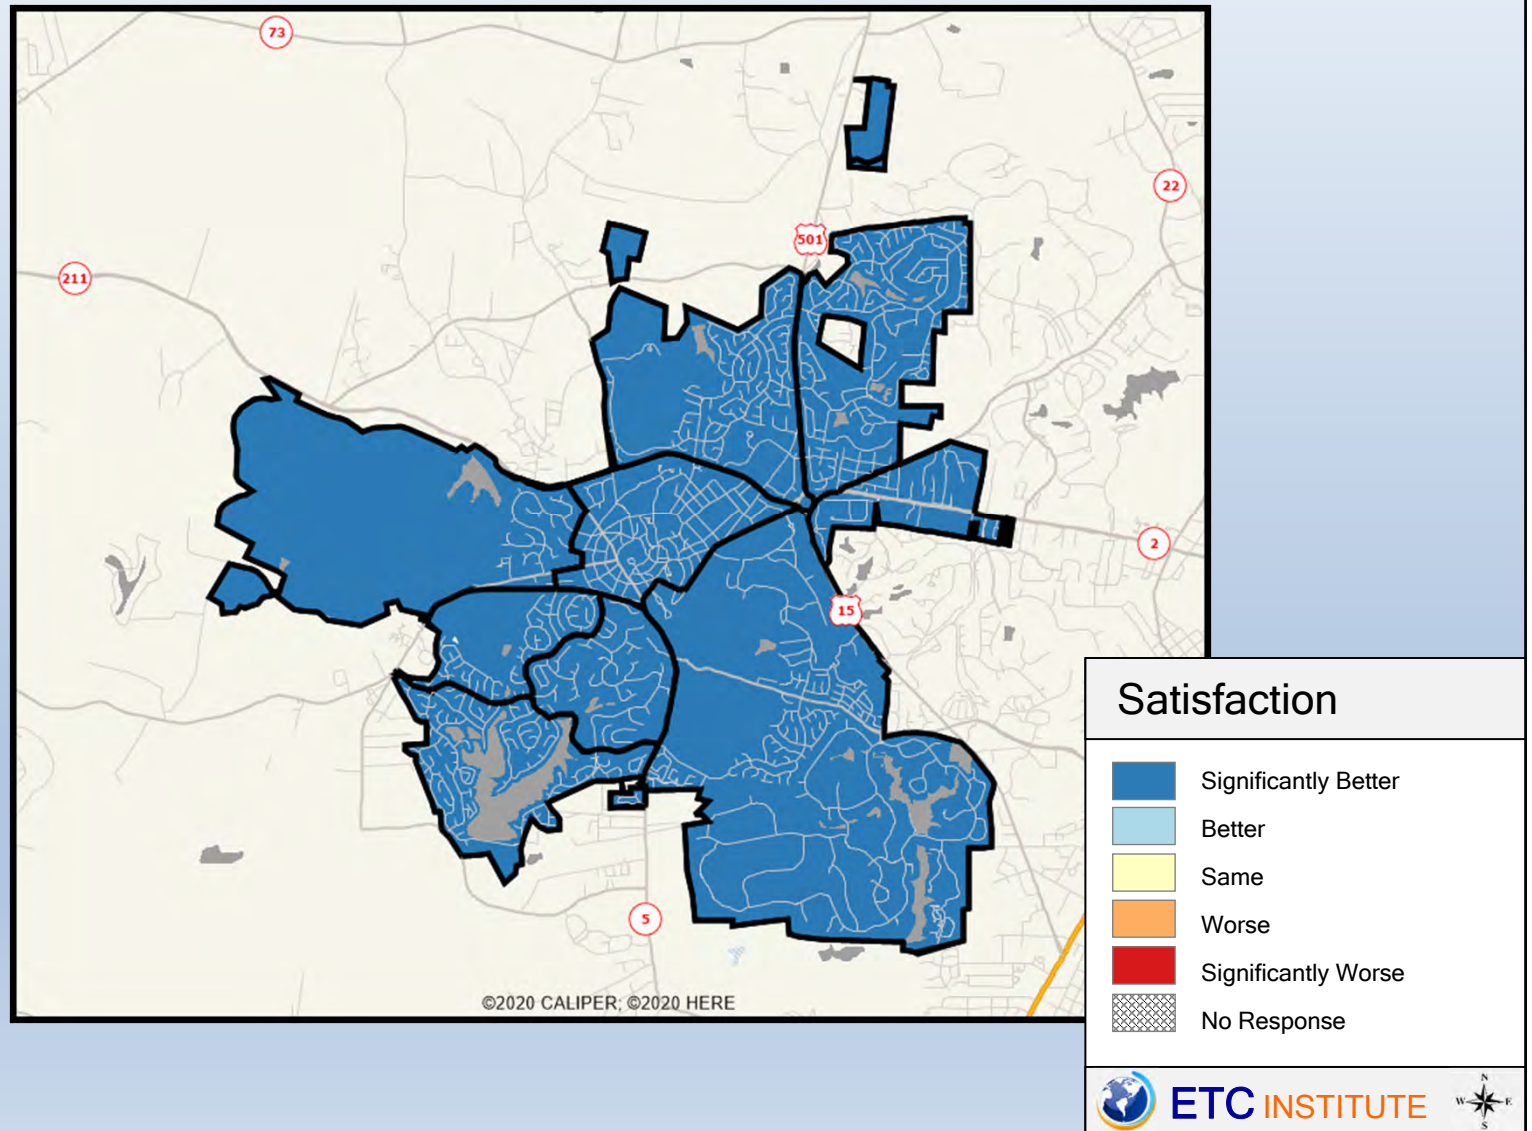 73
22
501
211
2
15
5
©2020 CALIPER; ©2020 HERE
Satisfaction
Significantly Better
Better
Same
Worse
Significantly Worse
No Response
ETC INSTITUTE
N
W E
S